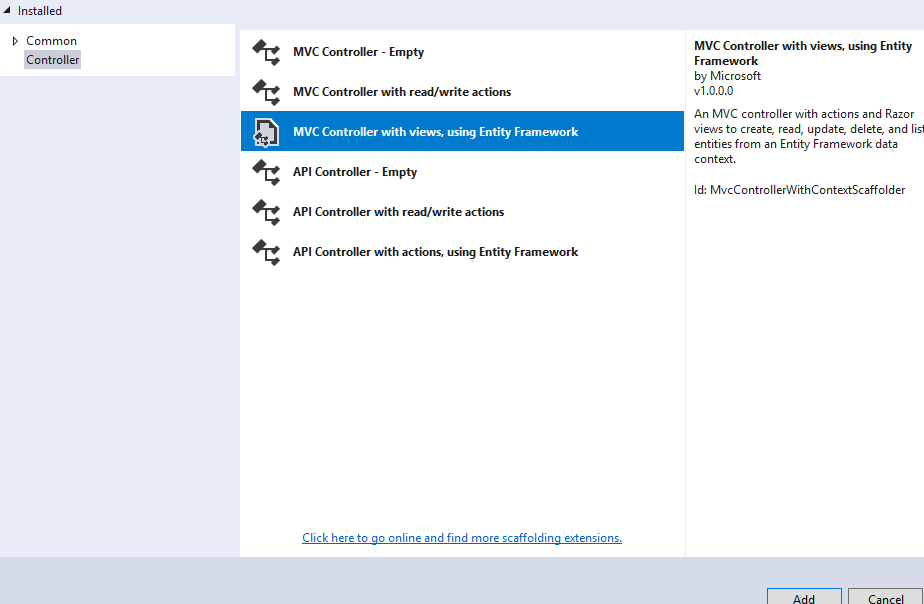 Installed
Common
Controller
MVC Controller - Empty
MVC Controller with read/write actions
MVC Controller with views, using Entity Framework
API Controller - Empty
API Controller with read/write actions
API Controller with actions, using Entity Framework
Click here to go online and find more scaffolding extensions.
MVC Controller with views, using Entity
Framework
by Microsoft
v1.0.0.0
An MVC controller with actions and Razor
views to create, read, update, delete, and list
entities from an Entity Framework data
context.
Id: MvcControllerWithContextScaffolder
Add
Cancel